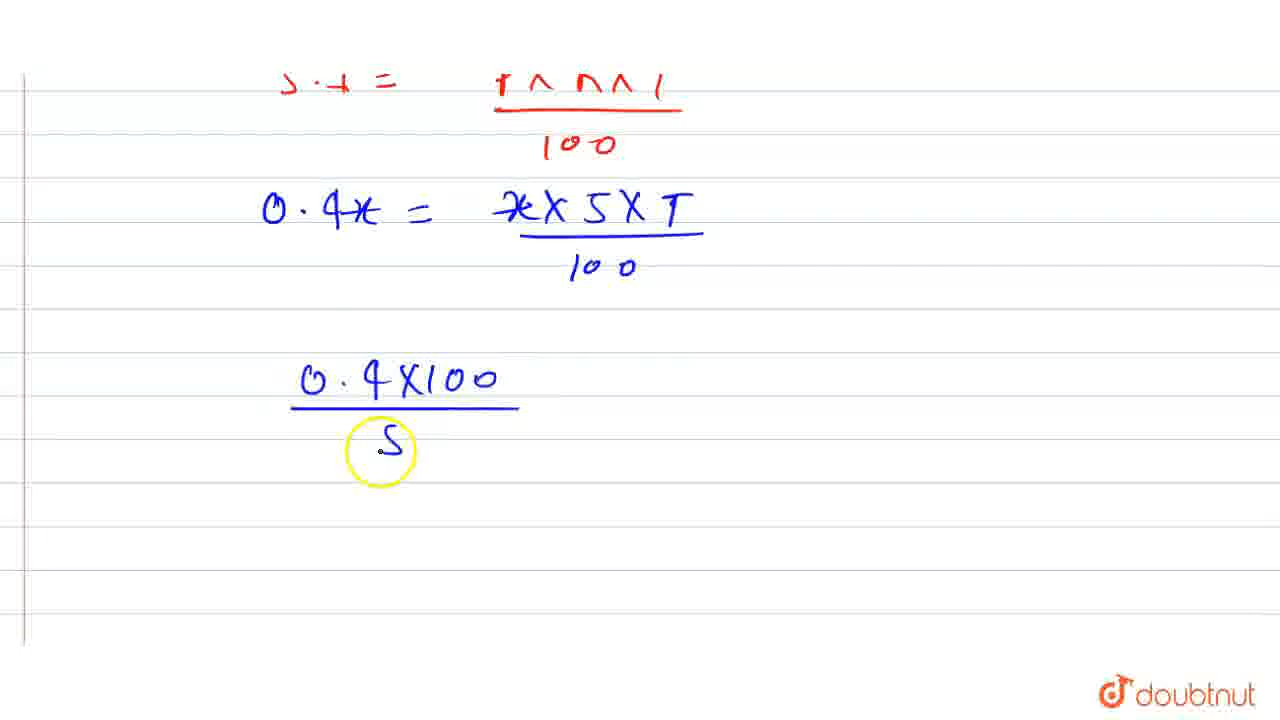 100
0.4x = x X 5 X T
100
0.4 X 100
5
doubtnut